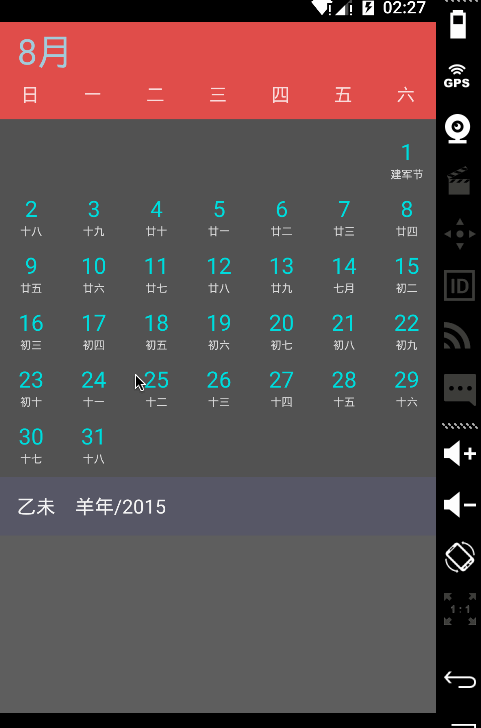 02:27
8月
日 一 二 三 四 五 六
1
建军节
2 3 4 5 6 7 8
十八 十九 廿十 廿一 廿二 廿三 廿四
9 10 11 12 13 14 15
廿五 廿六 廿七 廿八 廿九 七月 初二
16 17 18 19 20 21 22
初三 初四 初五 初六 初七 初八 初九
23 24 25 26 27 28 29
初十 十一 十二 十三 十四 十五 十六
30 31
十七 十八
乙未 羊年/2015
GPS
ID
1:1